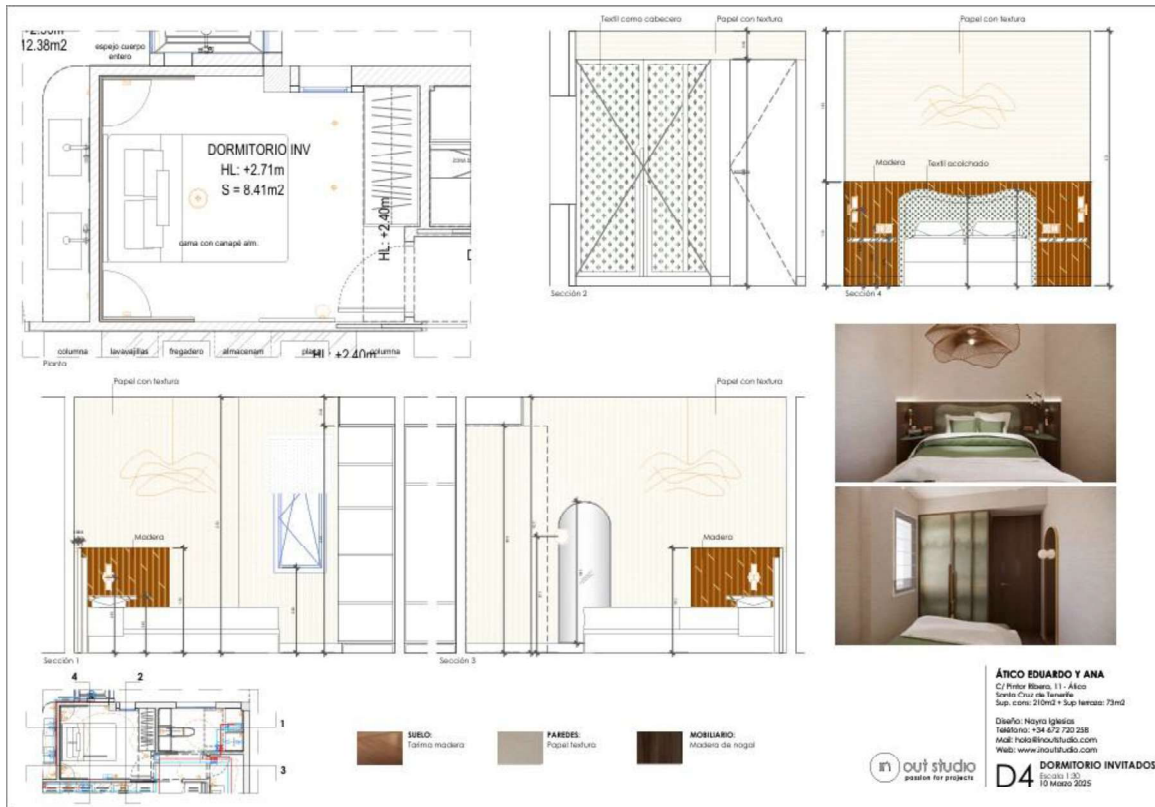 12.38m2
espejo cuerpo
entero
DORMITORIO INV
HL: +2.71m
S = 8.41m2
cama con canapé alm.
HL: +2.40m
columna
lavavajillas
fregadero
almacenam
placa
columna
HL: +2.40m
Planta
Textil como cabecero
Papel con textura
Sección 2
Papel con textura
Madera
Textil acolchado
Sección 4
Papel con textura
Madera
Sección 1
Papel con textura
Madera
Sección 3
4
2
1
3
SUELO:
Tarima madera
PAREDES:
Papel textura
MOBILIARIO:
Madera de nogal
in out studio
passion for projects
ÁTICO EDUARDO Y ANA
C/ Pintor Ribera, 11 - Ático
Santa Cruz de Tenerife
Sup. cons: 210m2 + Sup terraza: 73m2
Diseño: Nayra Iglesias
Teléfono: +34 672 720 258
Mail: hola@inoutstudio.com
Web: www.inoutstudio.com
D4
DORMITORIO INVITADOS
Escala 1:30
10 Marzo 2025